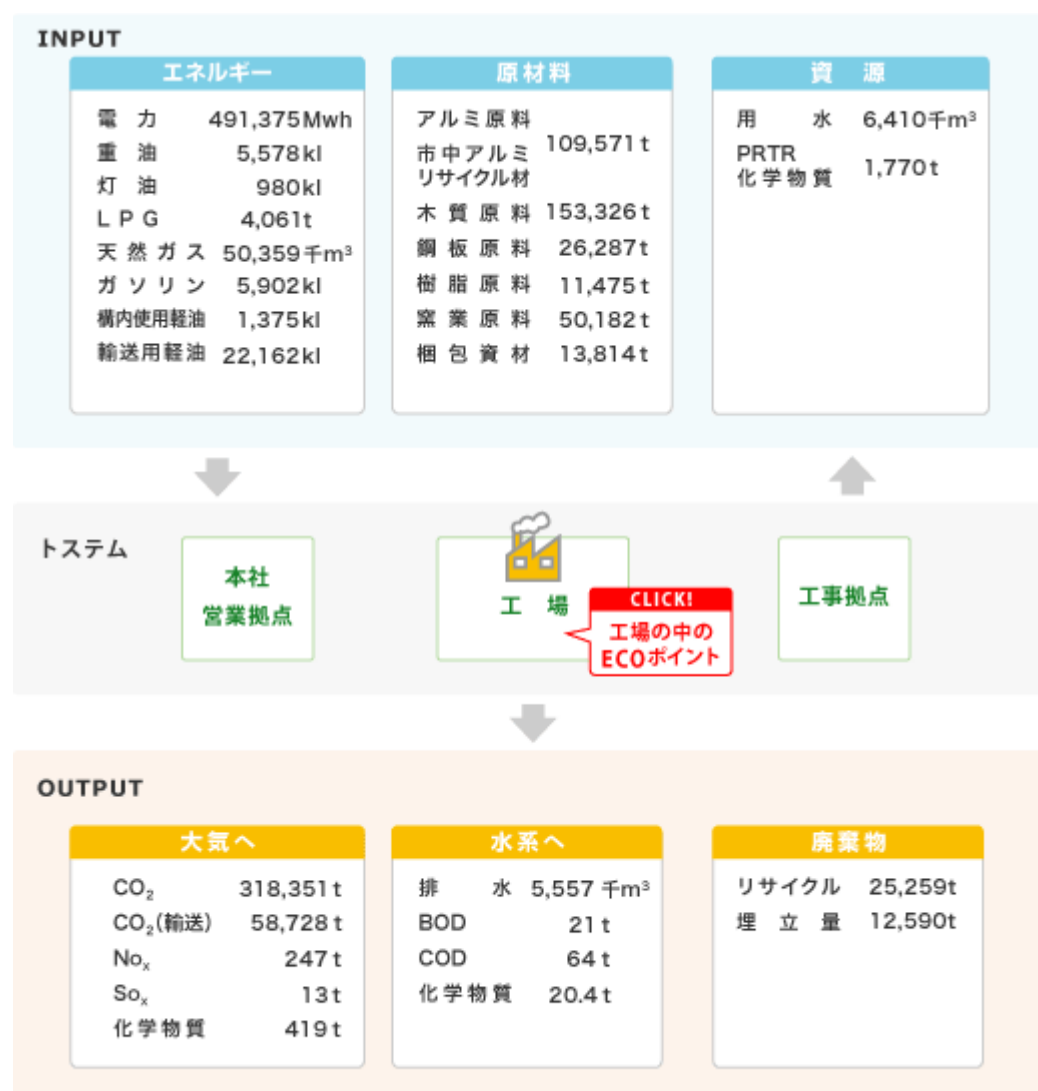 INPUT
エネルギー
電力 491,375Mwh
重油 5,578kl
灯油 980kl
LPG 4,061t
天然ガス 50,359千m³
ガソリン 5,902kl
構内使用軽油 1,375kl
輸送用軽油 22,162kl
原材料
アルミ原料
市中アルミ
リサイクル材
109,571t
木質原料 153,326t
鋼板原料 26,287t
樹脂原料 11,475t
窯業原料 50,182t
梱包資材 13,814t
資源
用水 6,410千m³
PRTR
化学物質
1,770t
トステム
本社
営業拠点
工場
CLICK!
工場の中の
ECOポイント
工事拠点
OUTPUT
大気へ
CO₂ 318,351t
CO₂(輸送) 58,728t
Noₓ 247t
Soₓ 13t
化学物質 419t
水系へ
排水 5,557千m³
BOD 21t
COD 64t
化学物質 20.4t
廃棄物
リサイクル 25,259t
埋立量 12,590t